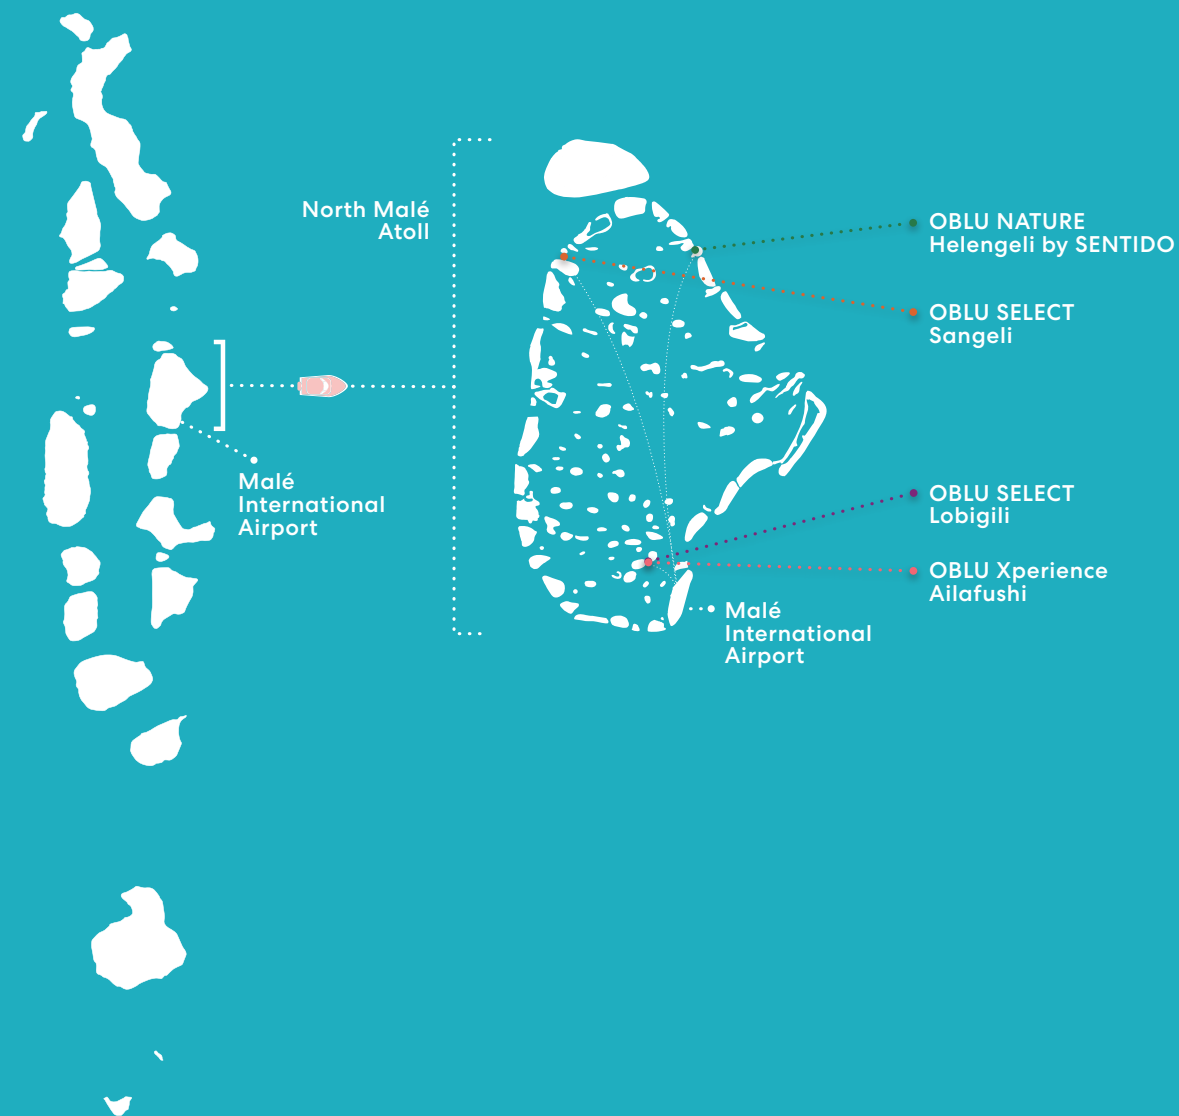 North Malé
Atoll
OBLU NATURE
Helengeli by SENTIDO
OBLU SELECT
Sangeli
Malé
International
Airport
OBLU SELECT
Lobigili
OBLU Xperience
Ailafushi
Malé
International
Airport